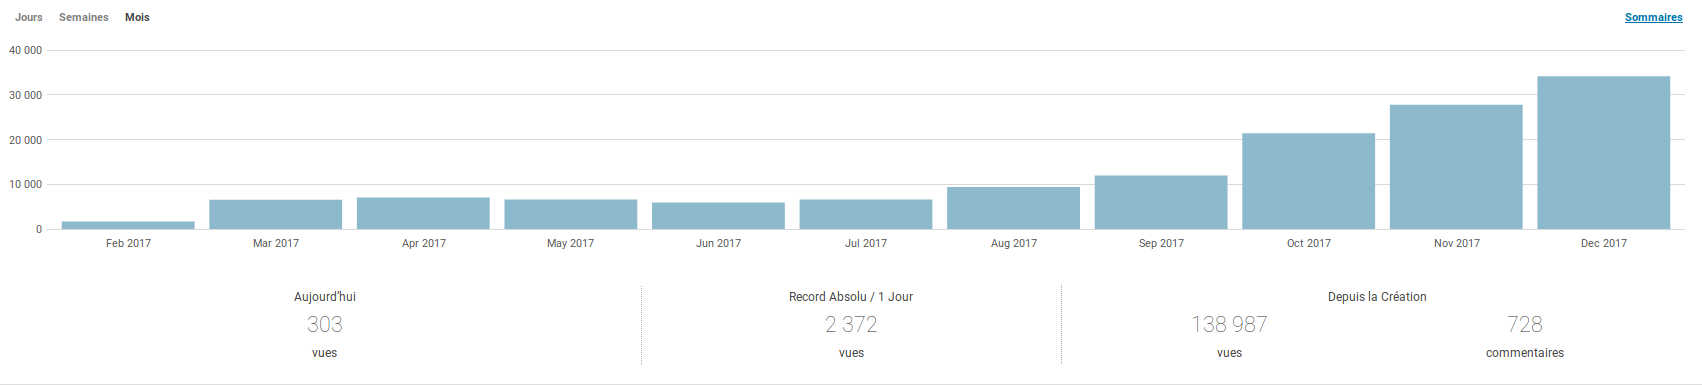 Jours Semaines Mois Sommaires
40 000
30 000
20 000
10 000
0
Feb 2017 Mar 2017 Apr 2017 May 2017 Jun 2017 Jul 2017 Aug 2017 Sep 2017 Oct 2017 Nov 2017 Dec 2017
Aujourd’hui Record Absolu / 1 Jour Depuis la Création
303 2 372 138 987 728
vues vues vues commentaires